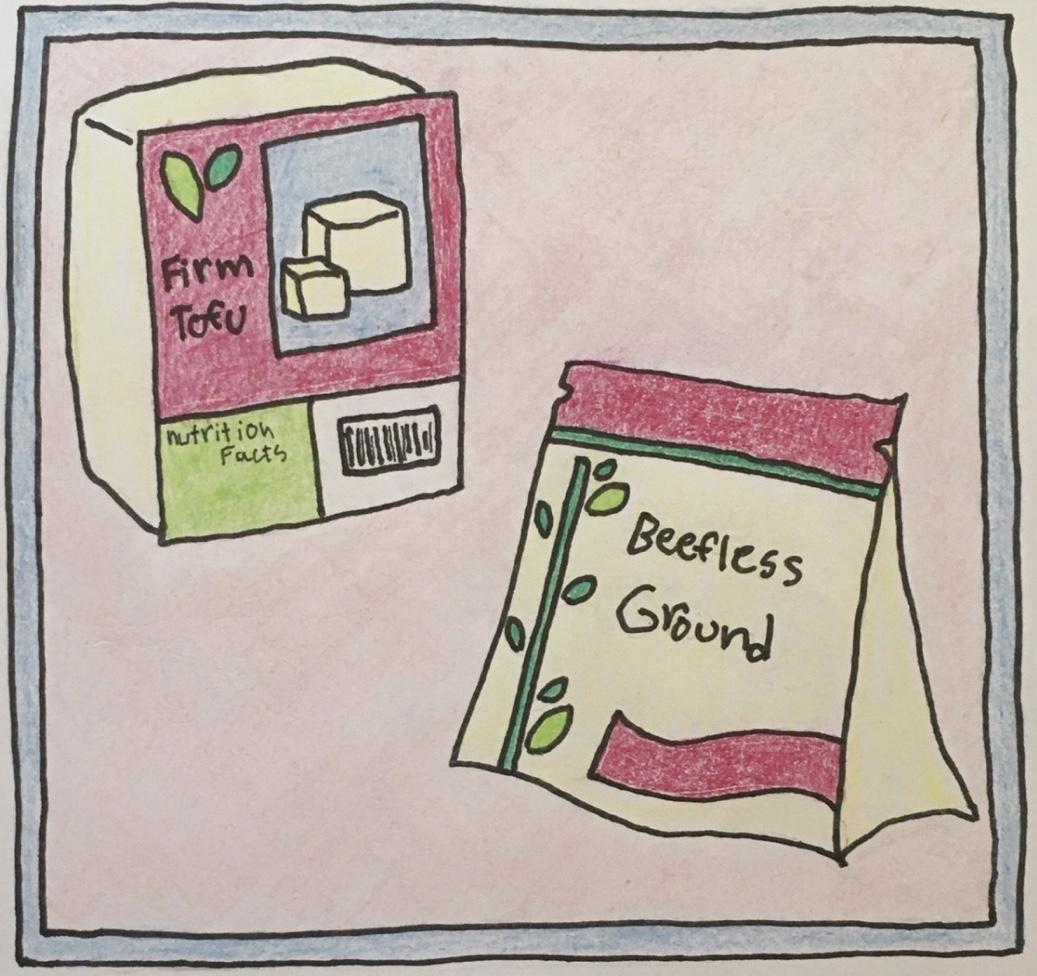 Firm
Tofu
nutrition
Facts
Beefless
Ground